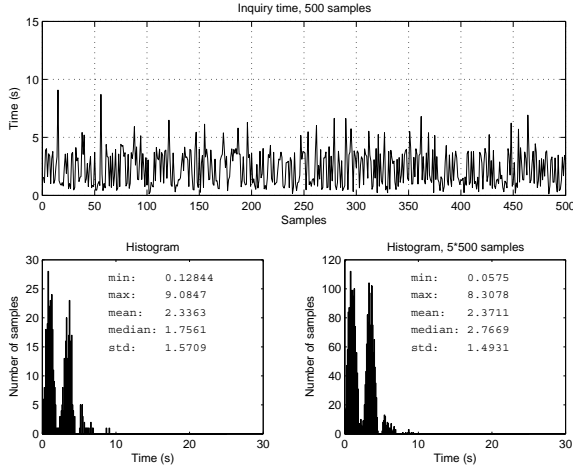 Inquiry time, 500 samples
15
10
5
0
Time (s)
0 50 100 150 200 250 300 350 400 450 500
Samples
Histogram
30
25
20
15
10
5
0
Number of samples
min: 0.12844
max: 9.0847
mean: 2.3363
median: 1.7561
std: 1.5709
0 10 20 30
Time (s)
Histogram, 5*500 samples
120
100
80
60
40
20
0
Number of samples
min: 0.0575
max: 8.3078
mean: 2.3711
median: 2.7669
std: 1.4931
0 10 20 30
Time (s)